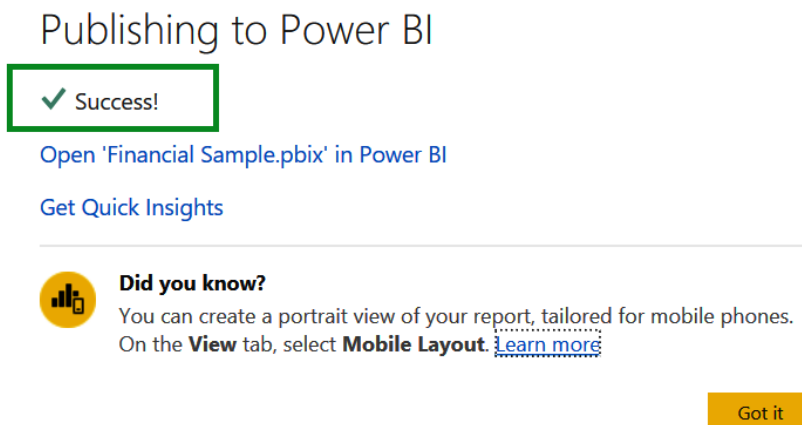 Publishing to Power BI
Success!
Open 'Financial Sample.pbix' in Power BI
Get Quick Insights
Did you know?
You can create a portrait view of your report, tailored for mobile phones.
On the View tab, select Mobile Layout. Learn more
Got it